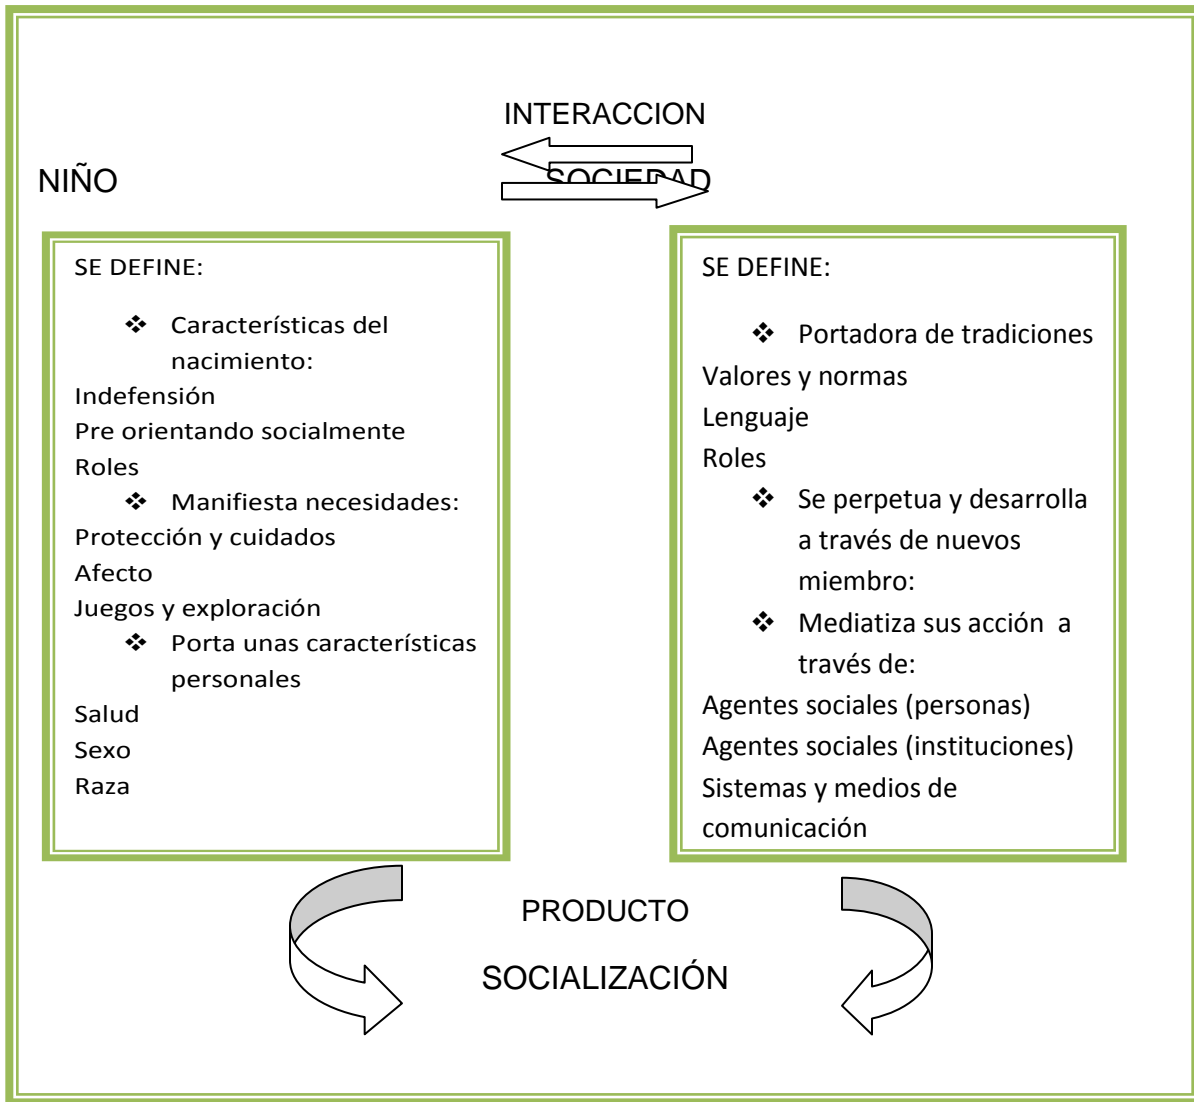 INTERACCION
NIÑO
SOCIEDAD
SE DEFINE:
❖ Características del
nacimiento:
Indefensión
Pre orientando socialmente
Roles
❖ Manifiesta necesidades:
Protección y cuidados
Afecto
Juegos y exploración
❖ Porta unas características
personales
Salud
Sexo
Raza
SE DEFINE:
❖ Portadora de tradiciones
Valores y normas
Lenguaje
Roles
❖ Se perpetua y desarrolla
a través de nuevos
miembro:
❖ Mediatiza sus acción a
través de:
Agentes sociales (personas)
Agentes sociales (instituciones)
Sistemas y medios de
comunicación
PRODUCTO
SOCIALIZACIÓN